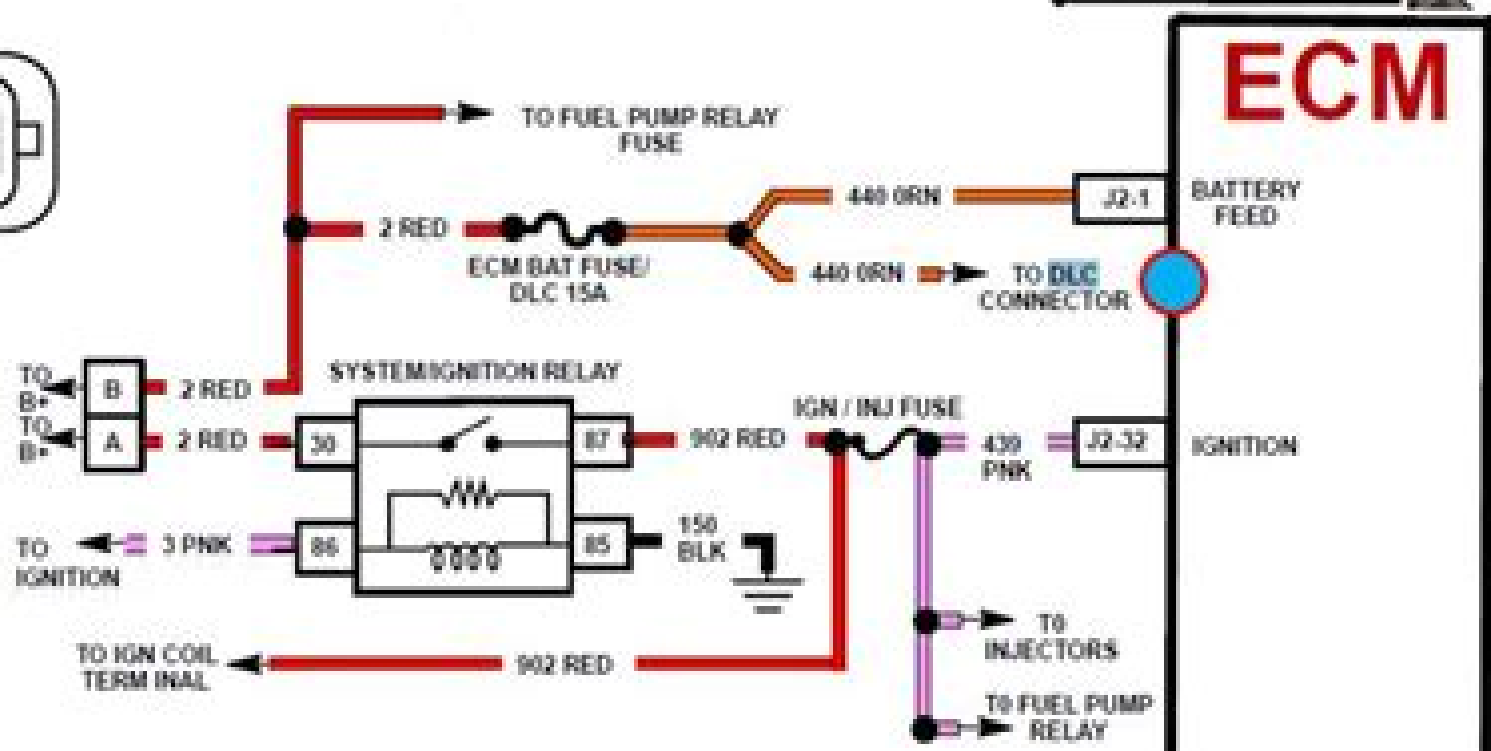 ECM
TO FUEL PUMP RELAY
FUSE
440 0RN
J2-1
BATTERY
FEED
2 RED
ECM BAT FUSE/
DLC 15A
440 0RN
TO DLC
CONNECTOR
SYSTEM/IGNITION RELAY
TO
B+
B
2 RED
TO
B+
A
2 RED
30
87
902 RED
IGN / INJ FUSE
439
PNK
J2-32
IGNITION
TO
IGNITION
3 PNK
86
85
150
BLK
TO IGN COIL
TERMINAL
902 RED
T0
INJECTORS
T0 FUEL PUMP
RELAY